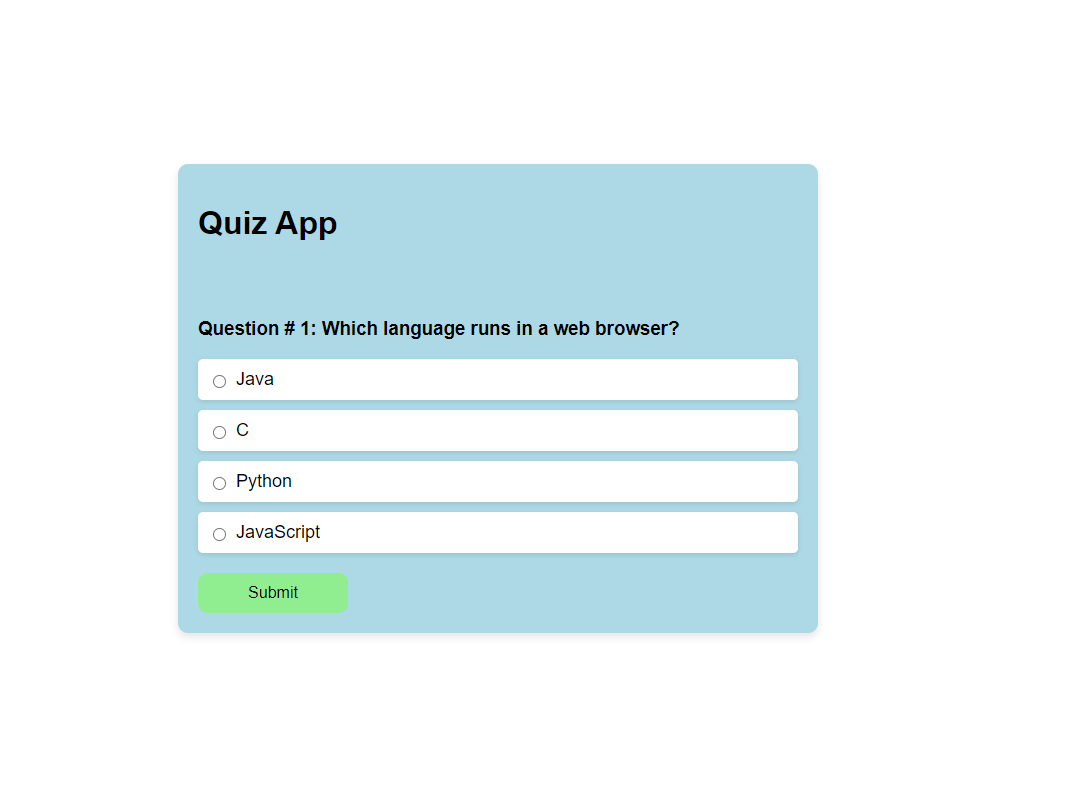 Quiz App
Question # 1: Which language runs in a web browser?
Java
C
Python
JavaScript
Submit